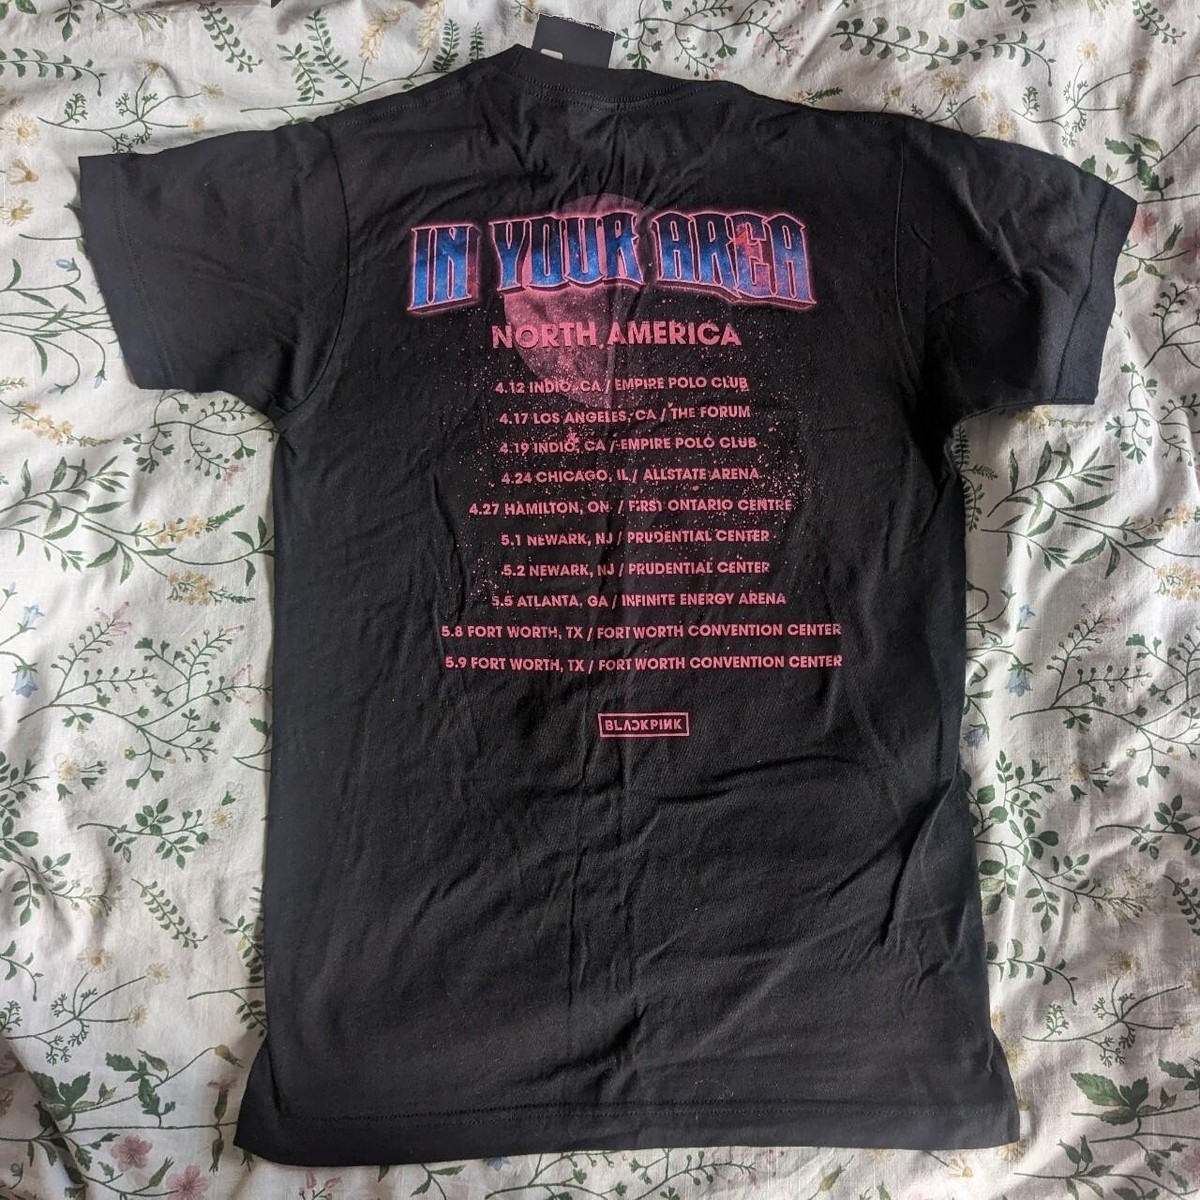 IN YOUR AREA
NORTH AMERICA
4.12 INDIO, CA / EMPIRE POLO CLUB
4.17 LOS ANGELES, CA / THE FORUM
4.19 INDIO, CA / EMPIRE POLO CLUB
4.24 CHICAGO, IL / ALLSTATE ARENA
4.27 HAMILTON, ON / FIRST ONTARIO CENTRE
5.1 NEWARK, NJ / PRUDENTIAL CENTER
5.2 NEWARK, NJ / PRUDENTIAL CENTER
5.5 ATLANTA, GA / INFINITE ENERGY ARENA
5.8 FORT WORTH, TX / FORT WORTH CONVENTION CENTER
5.9 FORT WORTH, TX / FORT WORTH CONVENTION CENTER
BLACKPINK